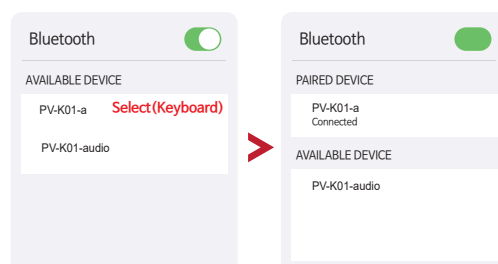 Bluetooth
AVAILABLE DEVICE
PV-K01-a Select(Keyboard)
PV-K01-audio
Bluetooth
PAIRED DEVICE
PV-K01-a
Connected
AVAILABLE DEVICE
PV-K01-audio